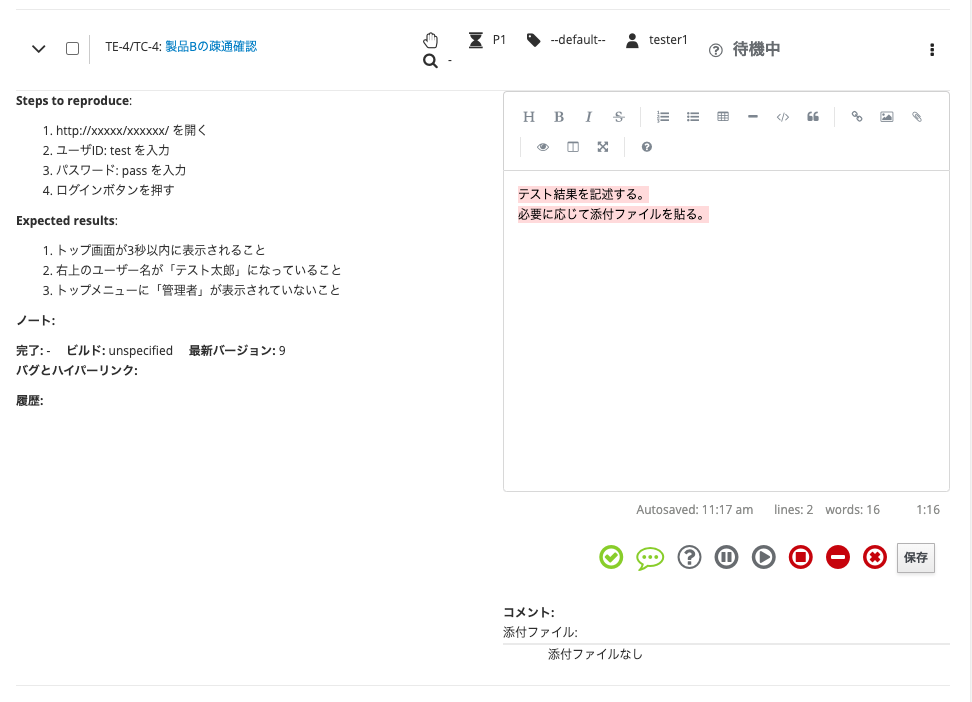 TE-4/TC-4: 製品Bの疎通確認
P1
--default--
tester1
待機中
-
Steps to reproduce:
1. http://xxxxx/xxxxxx/ を開く
2. ユーザID: test を入力
3. パスワード: pass を入力
4. ログインボタンを押す
Expected results:
1. トップ画面が3秒以内に表示されること
2. 右上のユーザー名が「テスト太郎」になっていること
3. トップメニューに「管理者」が表示されていないこと
ノート:
完了: - ビルド: unspecified 最新バージョン: 9
バグとハイパーリンク:
履歴:
H B I S
テスト結果を記述する。
必要に応じて添付ファイルを貼る。
Autosaved: 11:17 am lines: 2 words: 16 1:16
保存
コメント:
添付ファイル:
添付ファイルなし